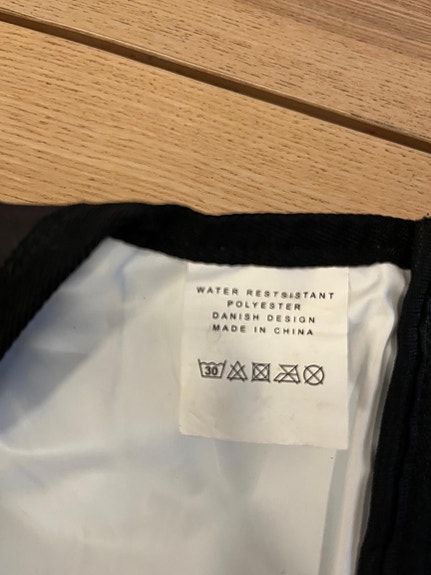 WATER RESTSISTANT
POLYESTER
DANISH DESIGN
MADE IN CHINA
30